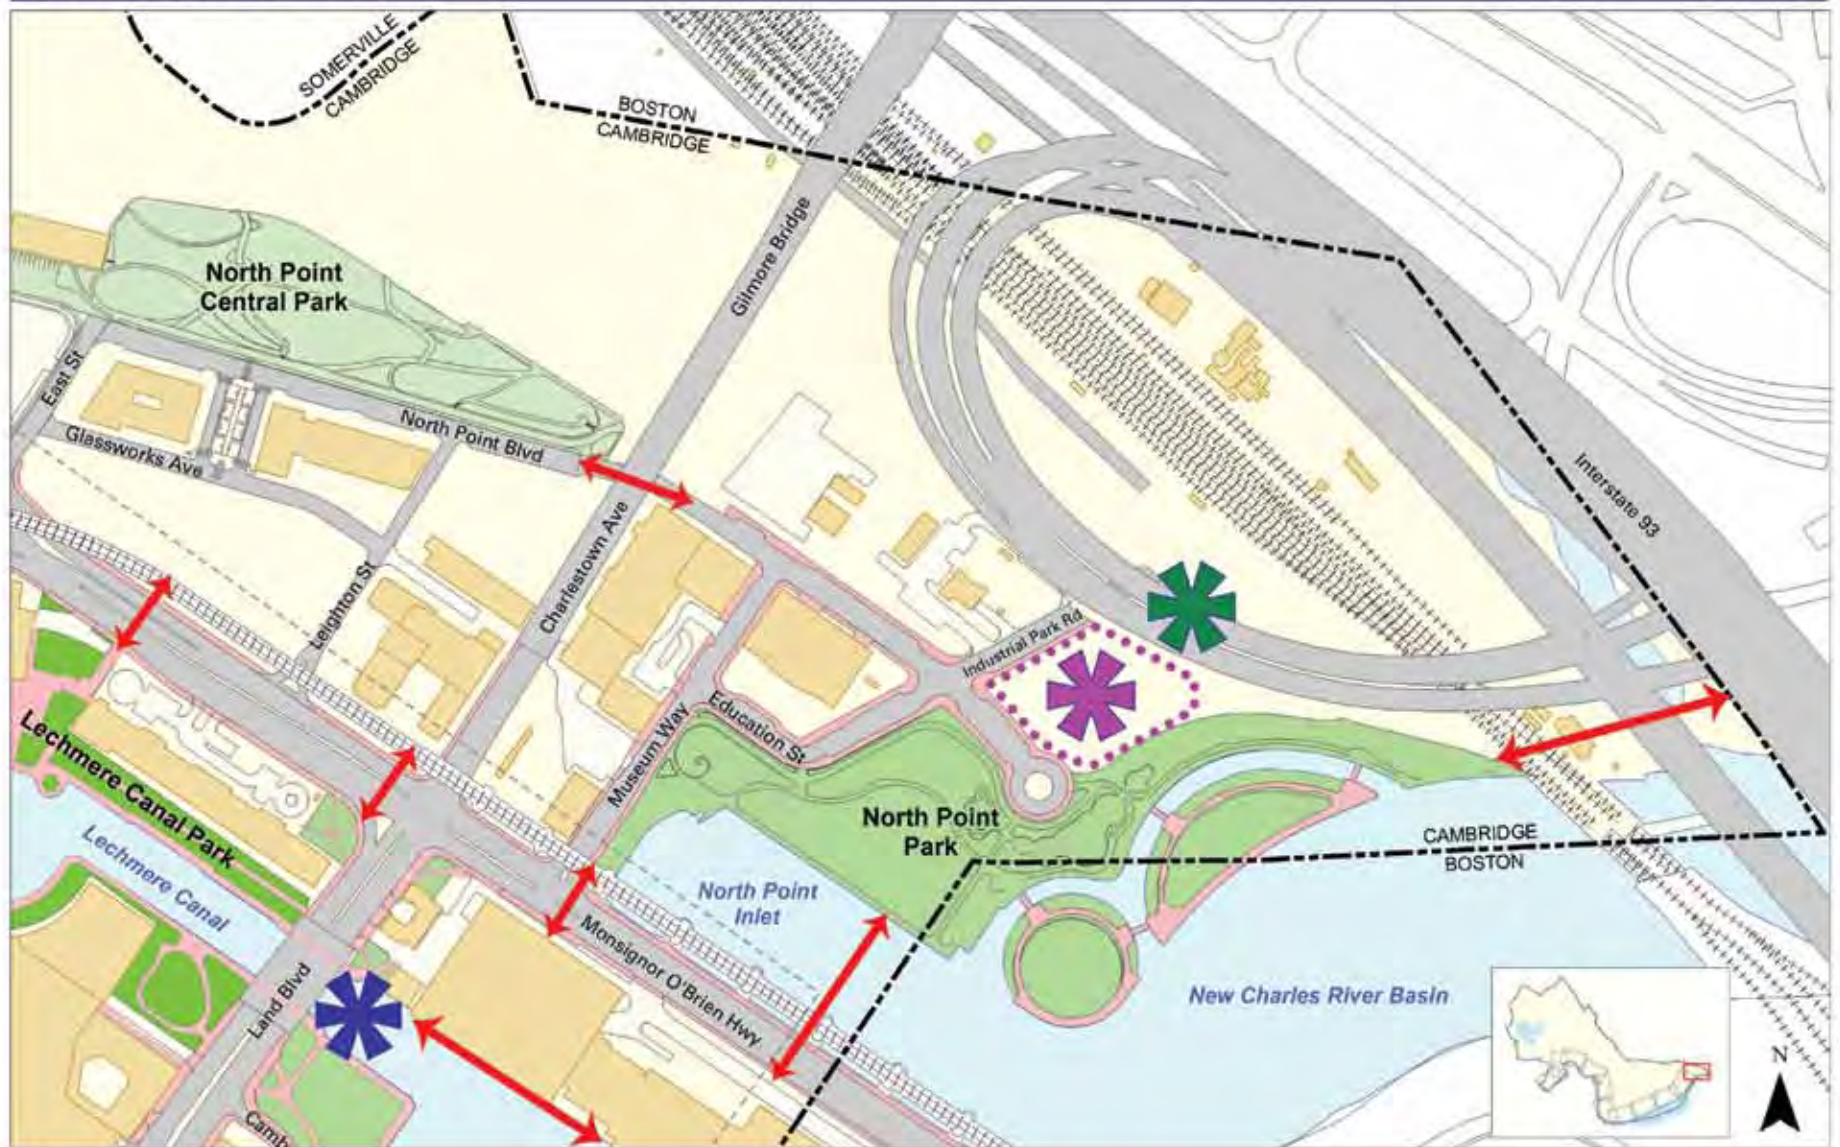 SOMERVILLE
CAMBRIDGE
BOSTON
CAMBRIDGE
Gilmore Bridge
North Point
Central Park
East St
North Point Blvd
Glassworks Ave
Interstate 93
Charlestown Ave
Leighton St
Industrial Park Rd
Education St
Museum Way
Lechmere Canal Park
Lechmere Canal
North Point
Park
CAMBRIDGE
BOSTON
North Point
Inlet
Monsignor O'Brien Hwy
Land Blvd
New Charles River Basin
N
Camb